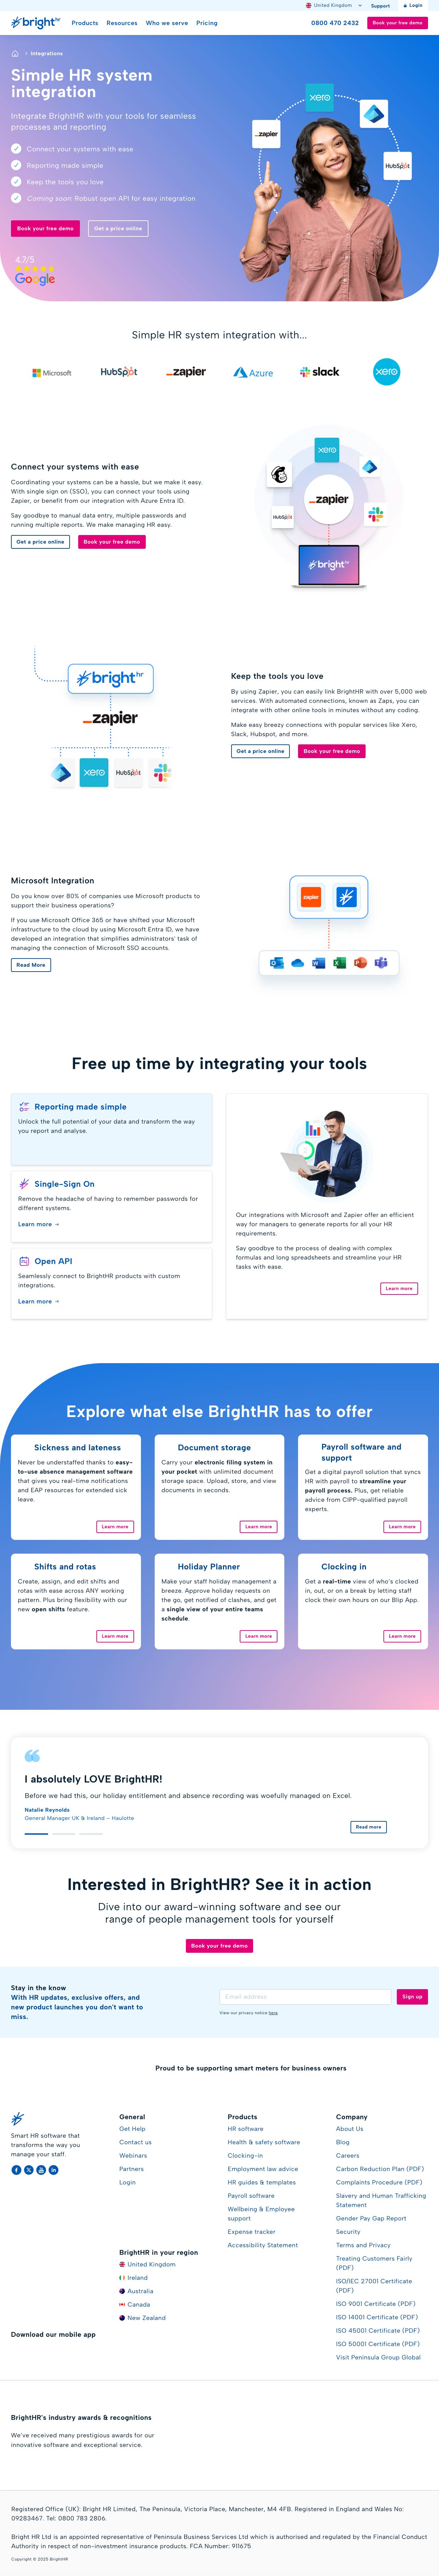 United Kingdom
Support
Login
bright hr
Products
Resources
Who we serve
Pricing
0800 470 2432
Book your free demo
Integrations
Simple HR system
integration
Integrate BrightHR with your tools for seamless
processes and reporting
Connect your systems with ease
Reporting made simple
Keep the tools you love
Coming soon: Robust open API for easy integration
Book your free demo
Get a price online
4.7/5
Google
xero
zapier
HubSpot
Simple HR system integration with...
Microsoft
HubSpot
zapier
Azure
slack
xero
Connect your systems with ease
Coordinating your systems can be a hassle, but we make it easy.
With single sign on (SSO), you can connect your tools using
Zapier, or benefit from our integration with Azure Entra ID.
Say goodbye to manual data entry, multiple passwords and
running multiple reports. We make managing HR easy.
Get a price online
Book your free demo
xero
zapier
HubSpot
bright hr
bright hr
zapier
xero
HubSpot
Keep the tools you love
By using Zapier, you can easily link BrightHR with over 5,000 web
services. With automated connections, known as Zaps, you can
integrate with other online tools in minutes without any coding.
Make easy breezy connections with popular services like Xero,
Slack, Hubspot, and more.
Get a price online
Book your free demo
Microsoft Integration
Do you know over 80% of companies use Microsoft products to
support their business operations?
If you use Microsoft Office 365 or have shifted your Microsoft
infrastructure to the cloud by using Microsoft Entra ID, we have
developed an integration that simplifies administrators' task of
managing the connection of Microsoft SSO accounts.
Read More
zapier
Free up time by integrating your tools
Reporting made simple
Unlock the full potential of your data and transform the way
you report and analyse.
Single-Sign On
Remove the headache of having to remember passwords for
different systems.
Learn more →
Open API
Seamlessly connect to BrightHR products with custom
integrations.
Learn more →
Our integrations with Microsoft and Zapier offer an efficient
way for managers to generate reports for all your HR
requirements.
Say goodbye to the process of dealing with complex
formulas and long spreadsheets and streamline your HR
tasks with ease.
Learn more
Explore what else BrightHR has to offer
Sickness and lateness
Never be understaffed thanks to easy-
to-use absence management software
that gives you real-time notifications
and EAP resources for extended sick
leave.
Learn more
Document storage
Carry your electronic filing system in
your pocket with unlimited document
storage space. Upload, store, and view
documents in seconds.
Learn more
Payroll software and
support
Get a digital payroll solution that syncs
HR with payroll to streamline your
payroll process. Plus, get reliable
advice from CIPP-qualified payroll
experts.
Learn more
Shifts and rotas
Create, assign, and edit shifts and
rotas with ease across ANY working
pattern. Plus bring flexibility with our
new open shifts feature.
Learn more
Holiday Planner
Make your staff holiday management a
breeze. Approve holiday requests on
the go, get notified of clashes, and get
a single view of your entire teams
schedule.
Learn more
Clocking in
Get a real-time view of who's clocked
in, out, or on a break by letting staff
clock their own hours on our Blip App.
Learn more
I absolutely LOVE BrightHR!
Before we had this, our holiday entitlement and absence recording was woefully managed on Excel.
Natalie Reynolds
General Manager UK & Ireland – Haulotte
Read more
Interested in BrightHR? See it in action
Dive into our award-winning software and see our
range of people management tools for yourself
Book your free demo
Stay in the know
With HR updates, exclusive offers, and
new product launches you don't want to
miss.
Email address
Sign up
View our privacy notice here
Proud to be supporting smart meters for business owners
Smart HR software that
transforms the way you
manage your staff.
General
Get Help
Contact us
Webinars
Partners
Login
BrightHR in your region
United Kingdom
Ireland
Australia
Canada
New Zealand
Products
HR software
Health & safety software
Clocking-in
Employment law advice
HR guides & templates
Payroll software
Wellbeing & Employee
support
Expense tracker
Accessibility Statement
Company
About Us
Blog
Careers
Carbon Reduction Plan (PDF)
Complaints Procedure (PDF)
Slavery and Human Trafficking
Statement
Gender Pay Gap Report
Security
Terms and Privacy
Treating Customers Fairly
(PDF)
ISO/IEC 27001 Certificate
(PDF)
ISO 9001 Certificate (PDF)
ISO 14001 Certificate (PDF)
ISO 45001 Certificate (PDF)
ISO 50001 Certificate (PDF)
Visit Peninsula Group Global
Download our mobile app
BrightHR's industry awards & recognitions
We've received many prestigious awards for our
innovative software and exceptional service.
Registered Office (UK): Bright HR Limited, The Peninsula, Victoria Place, Manchester, M4 4FB. Registered in England and Wales No:
09283467. Tel: 0800 783 2806.
Bright HR Ltd is an appointed representative of Peninsula Business Services Ltd which is authorised and regulated by the Financial Conduct
Authority in respect of non-investment insurance products. FCA Number: 911675
Copyright © 2025 BrightHR